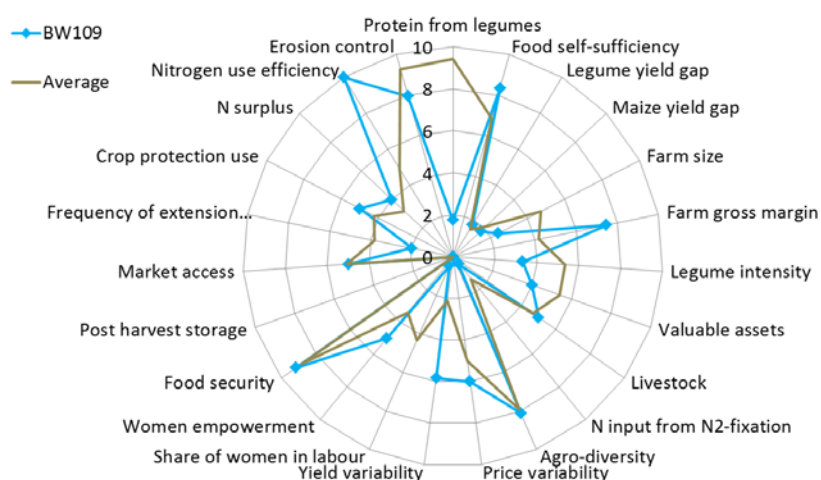 BW109
Average
Protein from legumes
Food self-sufficiency
Legume yield gap
Maize yield gap
Farm size
Farm gross margin
Legume intensity
Valuable assets
Livestock
N input from N2-fixation
Agro-diversity
Price variability
Yield variability
Share of women in labour
Women empowerment
Food security
Post harvest storage
Market access
Frequency of extension...
Crop protection use
N surplus
Nitrogen use efficiency
Erosion control
10
8
6
4
2
0